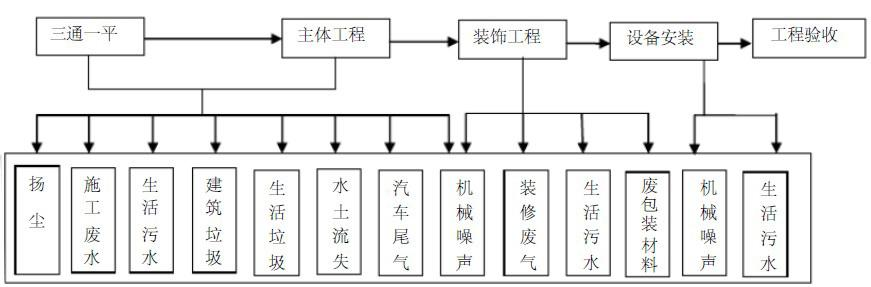 三通一平
主体工程
装饰工程
设备安装
工程验收
扬尘
施工废水
生活污水
建筑垃圾
生活垃圾
水土流失
汽车尾气
机械噪声
装修废气
生活污水
废包装材料
机械噪声
生活污水